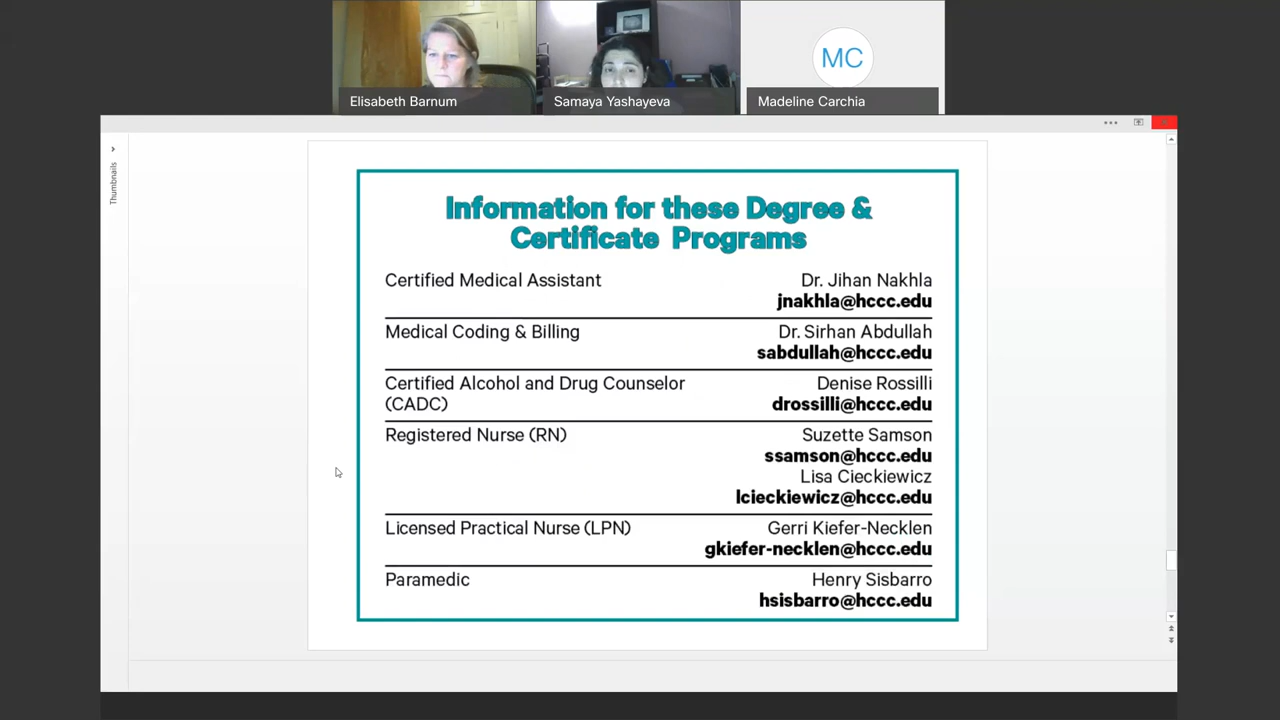 Elisabeth Barnum
Samaya Yashayeva
MC
Madeline Carchia
Thumbnails
Information for these Degree &
Certificate Programs
Certified Medical Assistant
Dr. Jihan Nakhla
jnakhla@hccc.edu
Medical Coding & Billing
Dr. Sirhan Abdullah
sabdullah@hccc.edu
Certified Alcohol and Drug Counselor
(CADC)
Denise Rossilli
drossilli@hccc.edu
Registered Nurse (RN)
Suzette Samson
ssamson@hccc.edu
Lisa Cieckiewicz
lcieckiewicz@hccc.edu
Licensed Practical Nurse (LPN)
Gerri Kiefer-Necklen
gkiefer-necklen@hccc.edu
Paramedic
Henry Sisbarro
hsisbarro@hccc.edu